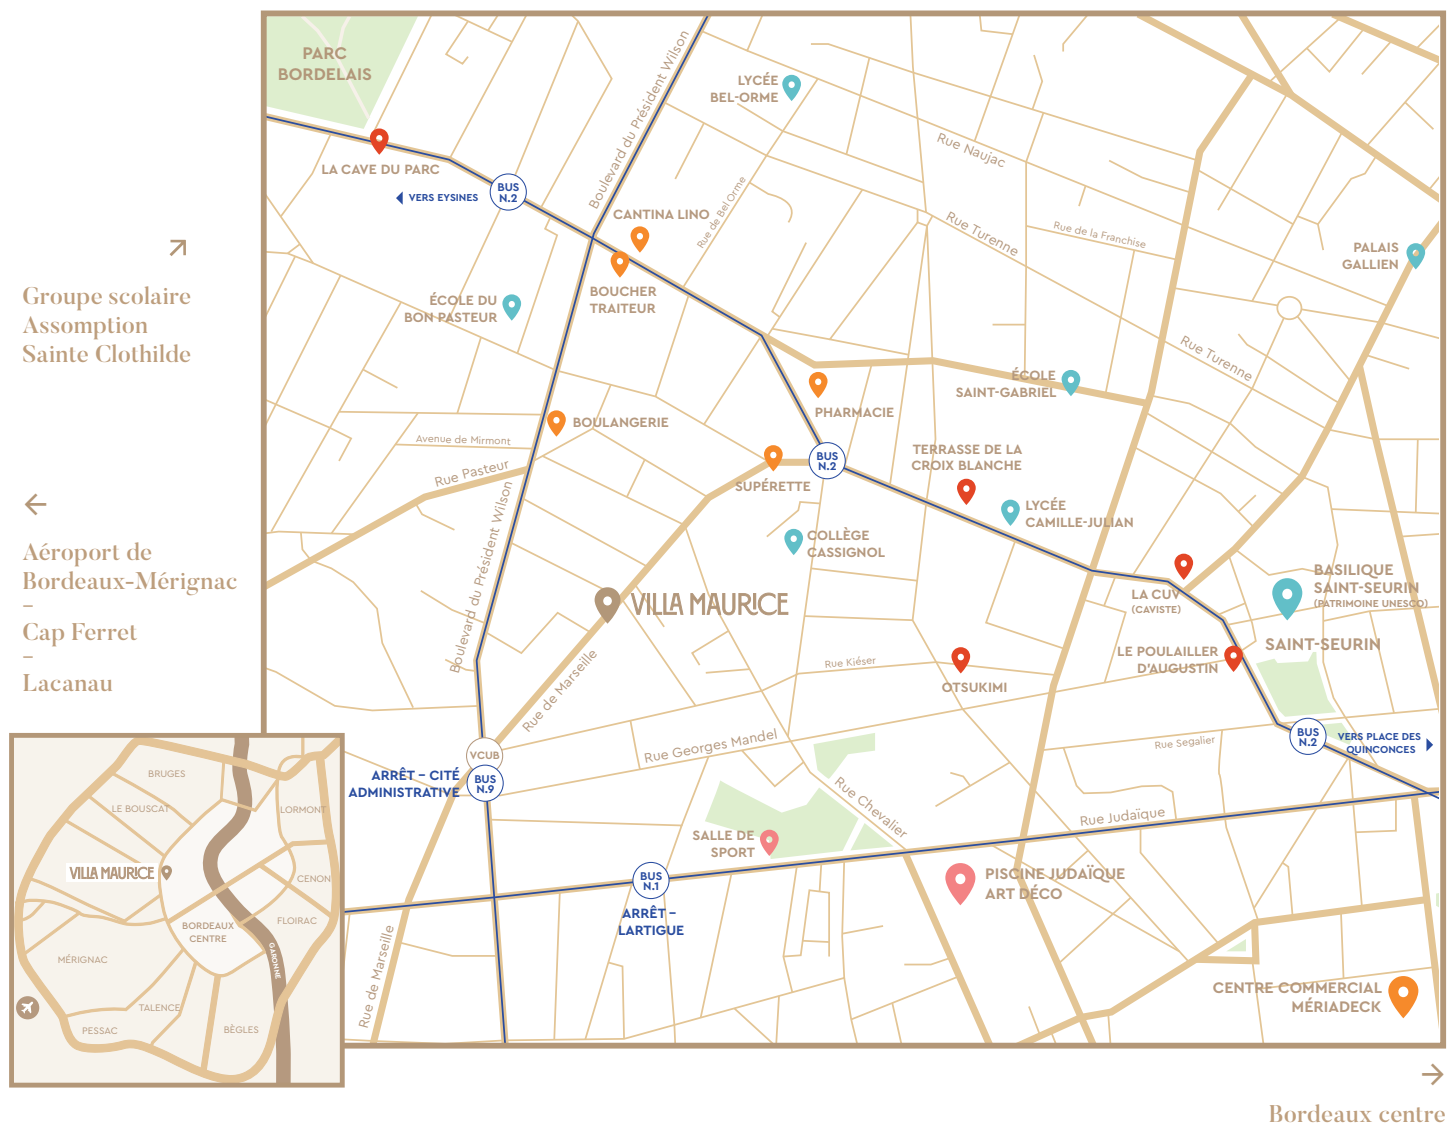 PARC
BORDELAIS
LA CAVE DU PARC
VERS EYSINES
BUS
N.2
Boulevard du Président Wilson
LYCÉE
BEL-ORME
CANTINA LINO
Rue de Bel Orme
BOUCHER
TRAITEUR
Rue Naujac
Rue Turenne
Rue de la Franchise
PALAIS
GALLIEN
Groupe scolaire
Assomption
Sainte Clothilde
ÉCOLE DU
BON PASTEUR
Rue Turenne
ÉCOLE
SAINT-GABRIEL
PHARMACIE
BOULANGERIE
Avenue de Mirmont
Rue Pasteur
SUPÉRETTE
BUS
N.2
TERRASSE DE LA
CROIX BLANCHE
LYCÉE
CAMILLE-JULIAN
COLLÈGE
CASSIGNOL
Boulevard du Président Wilson
Aéroport de
Bordeaux-Mérignac
–
Cap Ferret
–
Lacanau
VILLA MAURICE
LA CUV
(CAVISTE)
BASILIQUE
SAINT-SEURIN
(PATRIMOINE UNESCO)
SAINT-SEURIN
LE POULAILLER
D'AUGUSTIN
Rue Kiéser
OTSUKIMI
Rue de Marseille
Rue Georges Mandel
Rue Segalier
BUS
N.2
VERS PLACE DES
QUINCONCES
VCUB
BUS
N.9
ARRÊT – CITÉ
ADMINISTRATIVE
Rue Chevalier
Rue Judaïque
SALLE DE
SPORT
BUS
N.1
ARRÊT –
LARTIGUE
PISCINE JUDAÏQUE
ART DÉCO
Rue de Marseille
CENTRE COMMERCIAL
MÉRIADECK
BRUGES
LE BOUSCAT
LORMONT
VILLA MAURICE
CENON
BORDEAUX
CENTRE
FLOIRAC
GARONNE
MÉRIGNAC
TALENCE
PESSAC
BÈGLES
Bordeaux centre